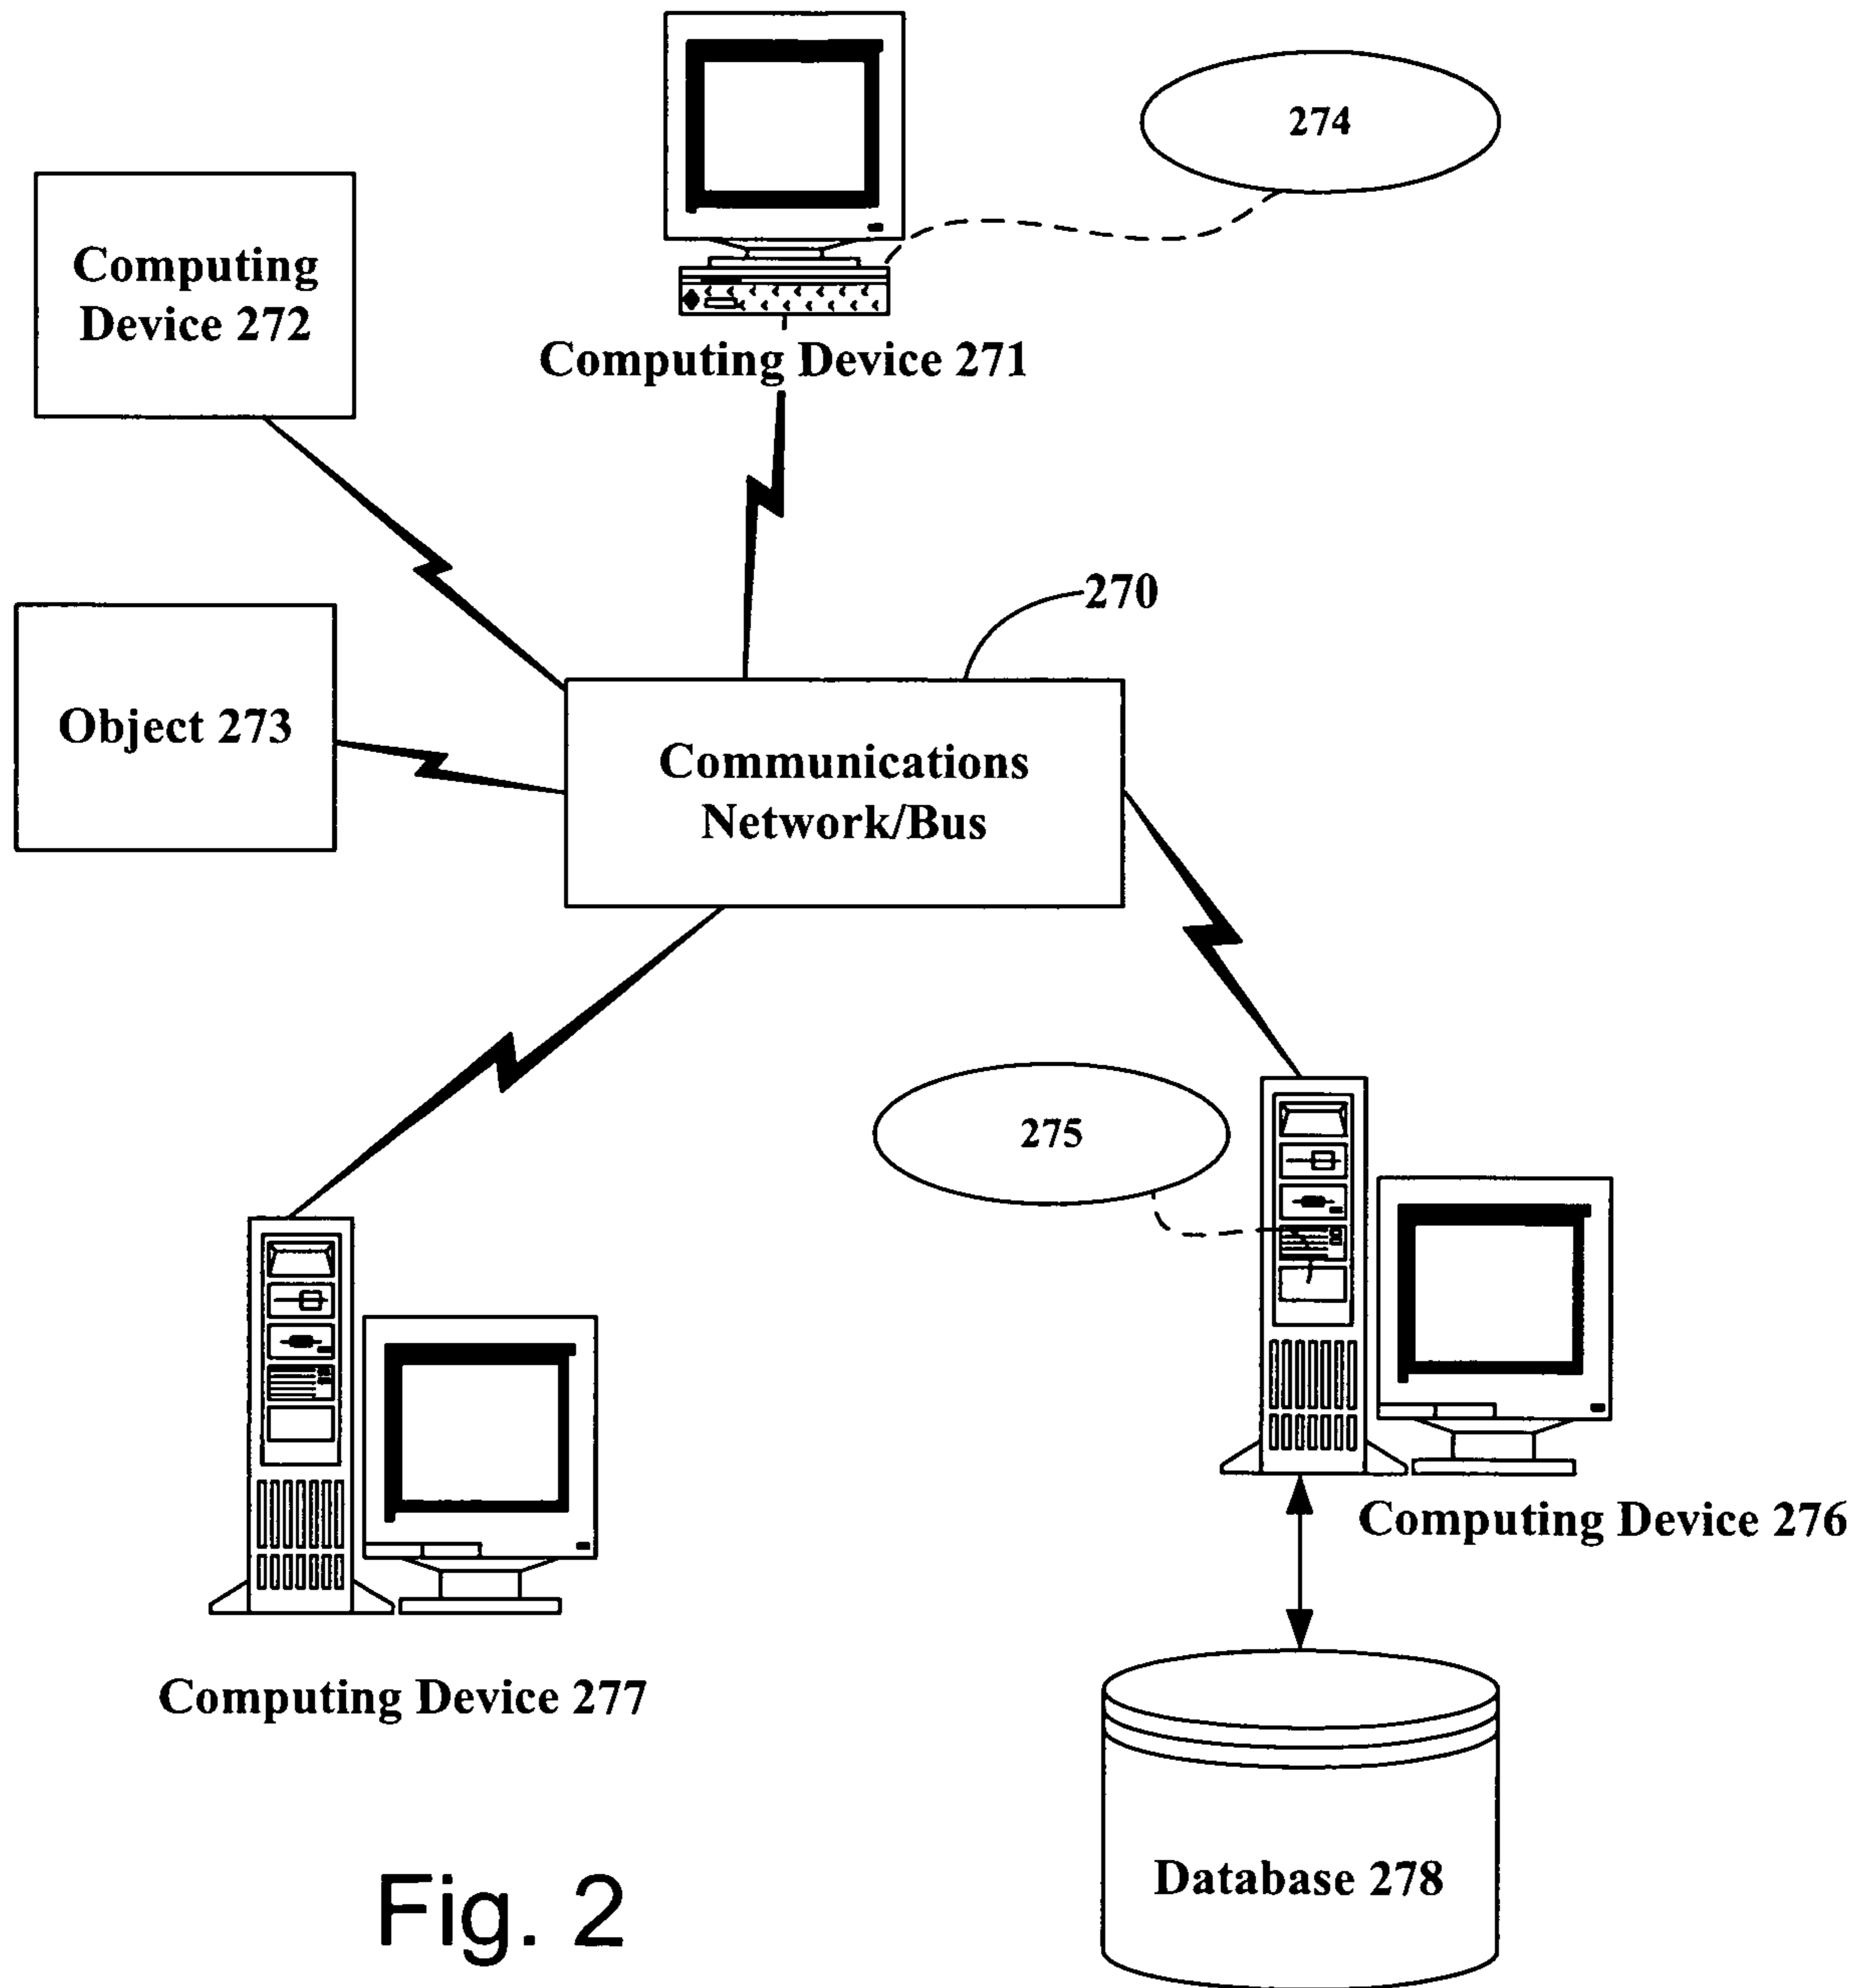 274
Computing
Device 272
Computing Device 271
270
Object 273
Communications
Network/Bus
275
Computing Device 276
Computing Device 277
Database 278
Fig. 2